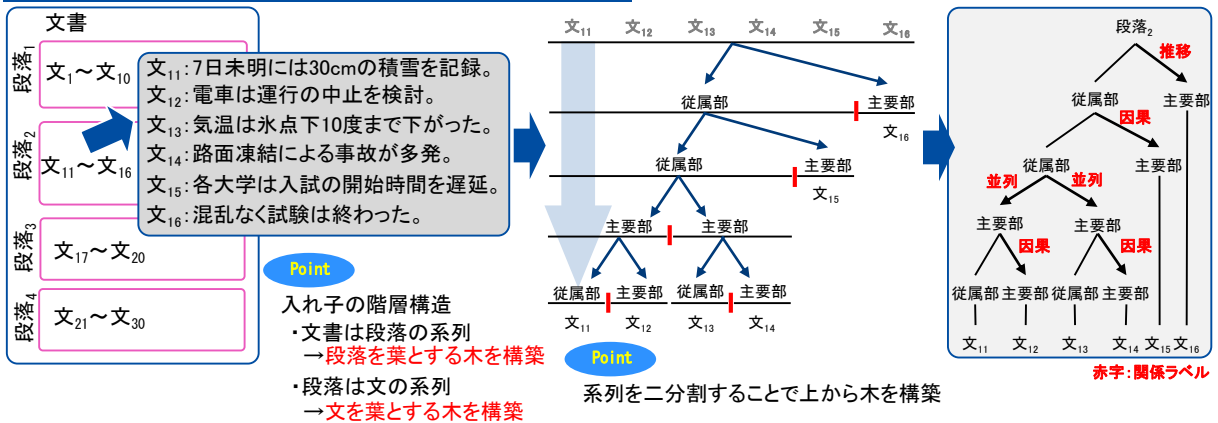 文書
段落₁
文₁～文₁₀
段落₂
文₁₁～文₁₆
段落₃
文₁₇～文₂₀
段落₄
文₂₁～文₃₀
文₁₁：7日未明には30cmの積雪を記録。
文₁₂：電車は運行の中止を検討。
文₁₃：気温は氷点下10度まで下がった。
文₁₄：路面凍結による事故が多発。
文₁₅：各大学は入試の開始時間を遅延。
文₁₆：混乱なく試験は終わった。
Point
入れ子の階層構造
・文書は段落の系列
→段落を葉とする木を構築
・段落は文の系列
→文を葉とする木を構築
文₁₁ 文₁₂ 文₁₃ 文₁₄ 文₁₅ 文₁₆
従属部 主要部
文₁₆
従属部 主要部
文₁₅
主要部 主要部
従属部 主要部 従属部 主要部
文₁₁ 文₁₂ 文₁₃ 文₁₄
Point
系列を二分割することで上から木を構築
段落₂
推移
従属部 主要部
因果
従属部 主要部
並列 並列
主要部 主要部
因果 因果
従属部 主要部 従属部 主要部
文₁₁ 文₁₂ 文₁₃ 文₁₄ 文₁₅ 文₁₆
赤字：関係ラベル